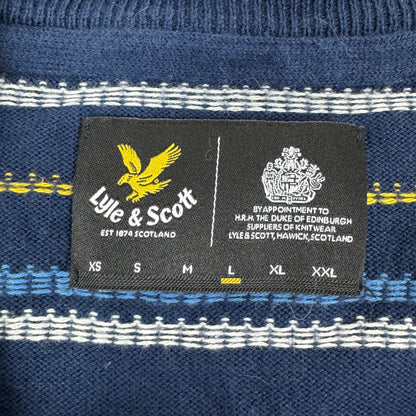 Lyle & Scott
EST 1874 SCOTLAND
BY APPOINTMENT TO
H.R.H. THE DUKE OF EDINBURGH
SUPPLIERS OF KNITWEAR
LYLE & SCOTT, HAWICK, SCOTLAND
XS S M L XL XXL